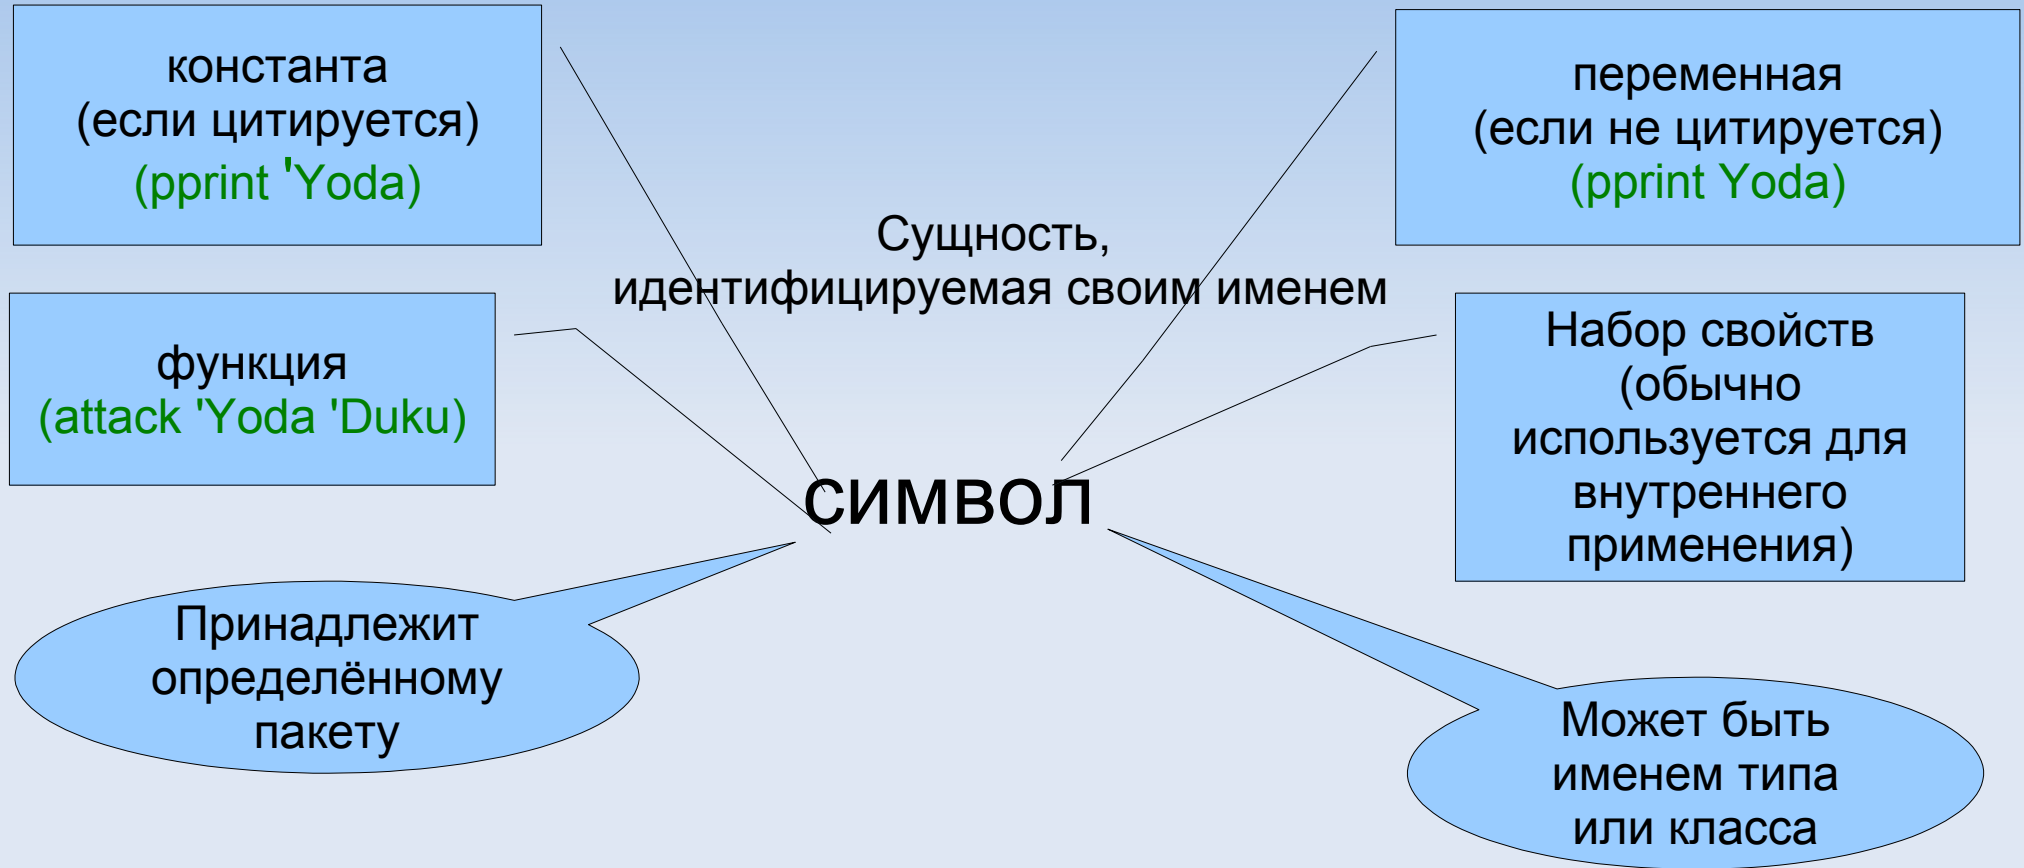 константа
(если цитируется)
(pprint 'Yoda)
переменная
(если не цитируется)
(pprint Yoda)
Сущность,
идентифицируемая своим именем
функция
(attack 'Yoda 'Duku)
Набор свойств
(обычно
используется для
внутреннего
применения)
символ
Принадлежит
определённому
пакету
Может быть
именем типа
или класса